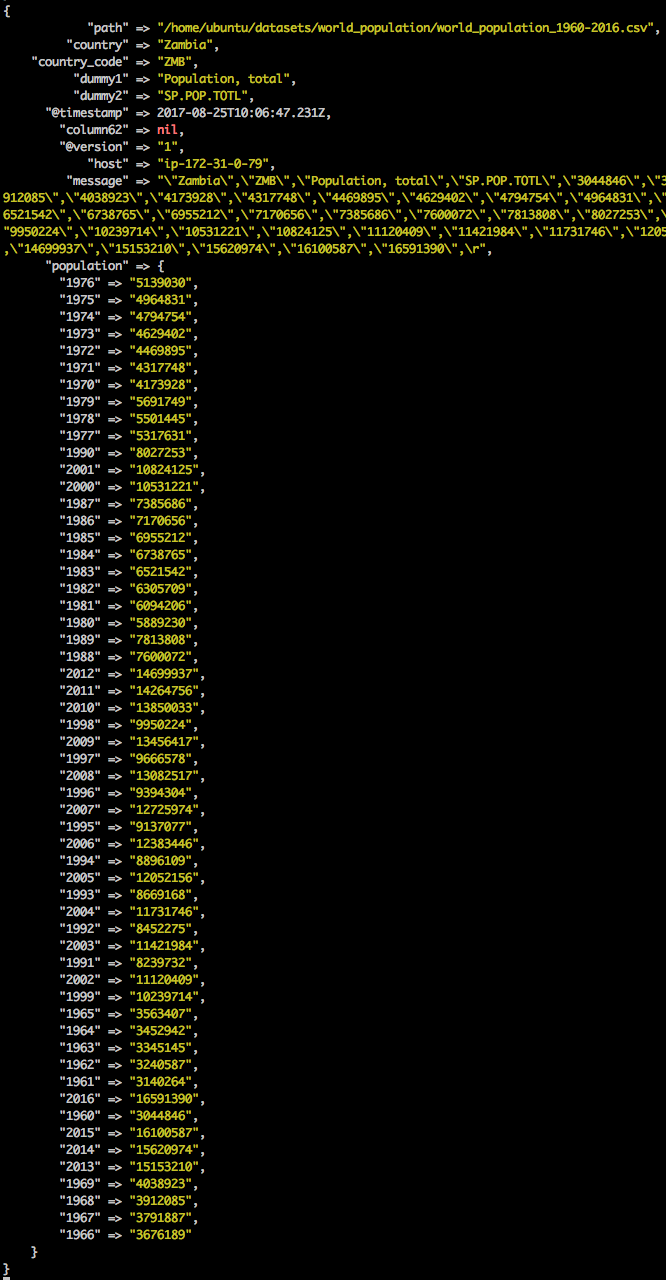 {
"path" => "/home/ubuntu/datasets/world_population/world_population_1960-2016.csv",
"country" => "Zambia",
"country_code" => "ZMB",
"dummy1" => "Population, total",
"dummy2" => "SP.POP.TOTL",
"@timestamp" => 2017-08-25T10:06:47.231Z,
"column62" => nil,
"@version" => "1",
"host" => "ip-172-31-0-79",
"message" => "\"Zambia\",\"ZMB\",\"Population, total\",\"SP.POP.TOTL\",\"3044846\",\"3
912085\",\"4038923\",\"4173928\",\"4317748\",\"4469895\",\"4629402\",\"4794754\",\"4964831\",\"
6521542\",\"6738765\",\"6955212\",\"7170656\",\"7385686\",\"7600072\",\"7813808\",\"8027253\",\
"9950224\",\"10239714\",\"10531221\",\"10824125\",\"11120409\",\"11421984\",\"11731746\",\"1205
,\"14699937\",\"15153210\",\"15620974\",\"16100587\",\"16591390\",\r",
"population" => {
"1976" => "5139030",
"1975" => "4964831",
"1974" => "4794754",
"1973" => "4629402",
"1972" => "4469895",
"1971" => "4317748",
"1970" => "4173928",
"1979" => "5691749",
"1978" => "5501445",
"1977" => "5317631",
"1990" => "8027253",
"2001" => "10824125",
"2000" => "10531221",
"1987" => "7385686",
"1986" => "7170656",
"1985" => "6955212",
"1984" => "6738765",
"1983" => "6521542",
"1982" => "6305709",
"1981" => "6094206",
"1980" => "5889230",
"1989" => "7813808",
"1988" => "7600072",
"2012" => "14699937",
"2011" => "14264756",
"2010" => "13850033",
"1998" => "9950224",
"2009" => "13456417",
"1997" => "9666578",
"2008" => "13082517",
"1996" => "9394304",
"2007" => "12725974",
"1995" => "9137077",
"2006" => "12383446",
"1994" => "8896109",
"2005" => "12052156",
"1993" => "8669168",
"2004" => "11731746",
"1992" => "8452275",
"2003" => "11421984",
"1991" => "8239732",
"2002" => "11120409",
"1999" => "10239714",
"1965" => "3563407",
"1964" => "3452942",
"1963" => "3345145",
"1962" => "3240587",
"1961" => "3140264",
"2016" => "16591390",
"1960" => "3044846",
"2015" => "16100587",
"2014" => "15620974",
"2013" => "15153210",
"1969" => "4038923",
"1968" => "3912085",
"1967" => "3791887",
"1966" => "3676189"
}
}